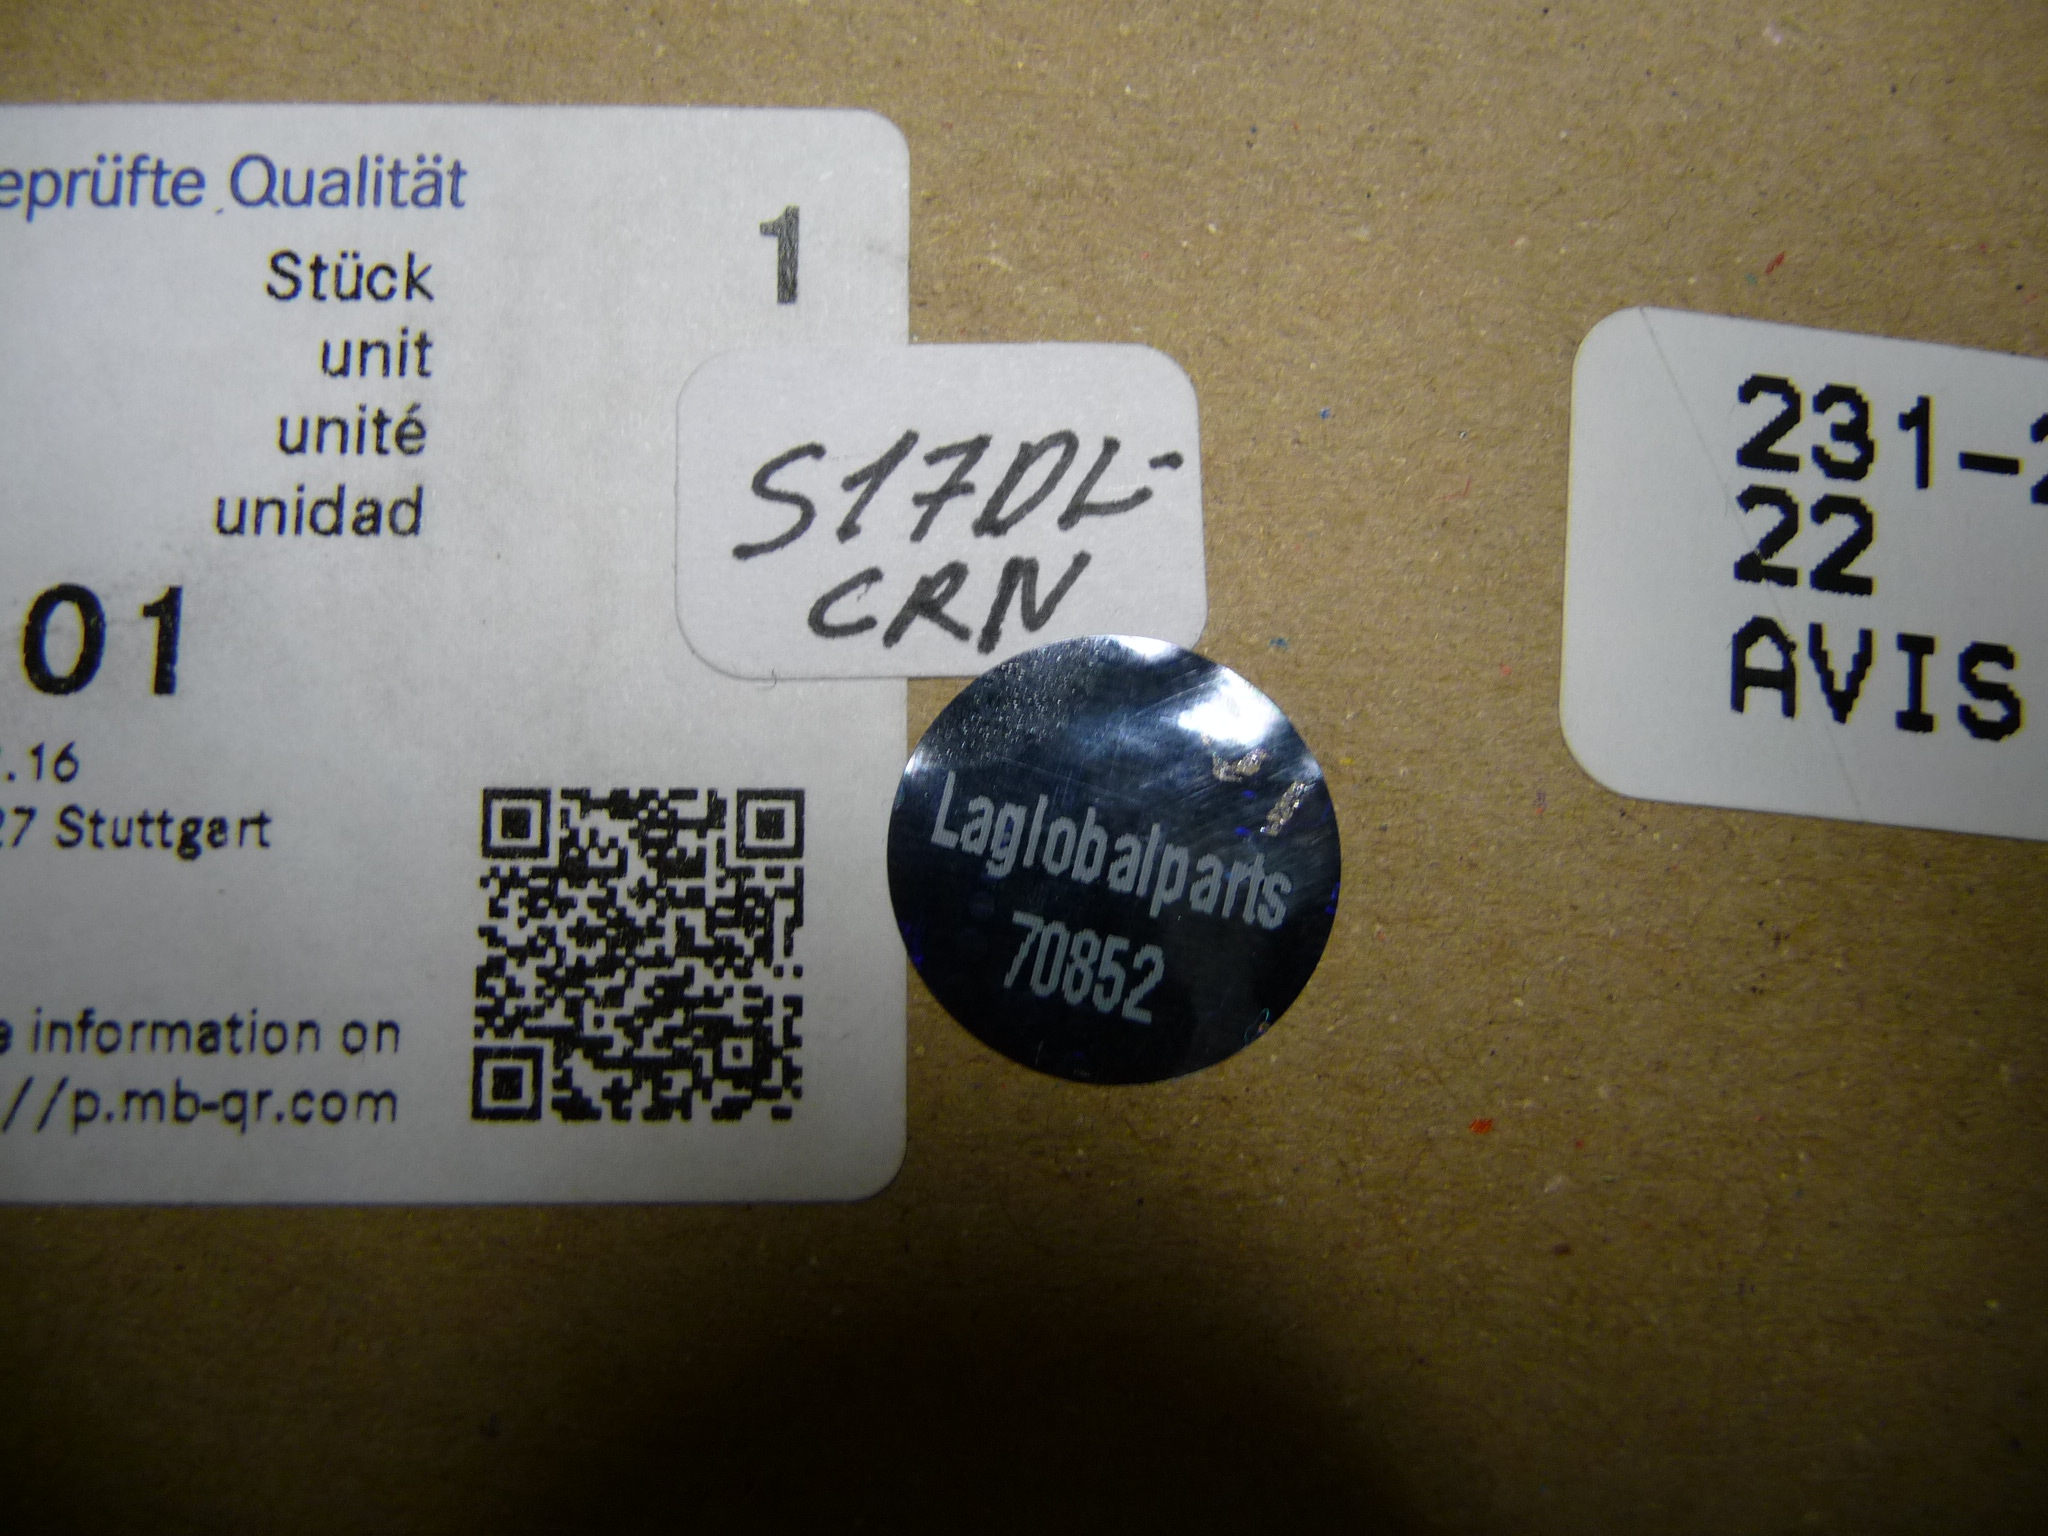 eprüfte Qualität
Stück 1
unit
unité
unidad
01
.16
27 Stuttgart
e information on
//p.mb-qr.com
S17DL-
CRN
Laglobalparts
70852
231-2
22
AVIS